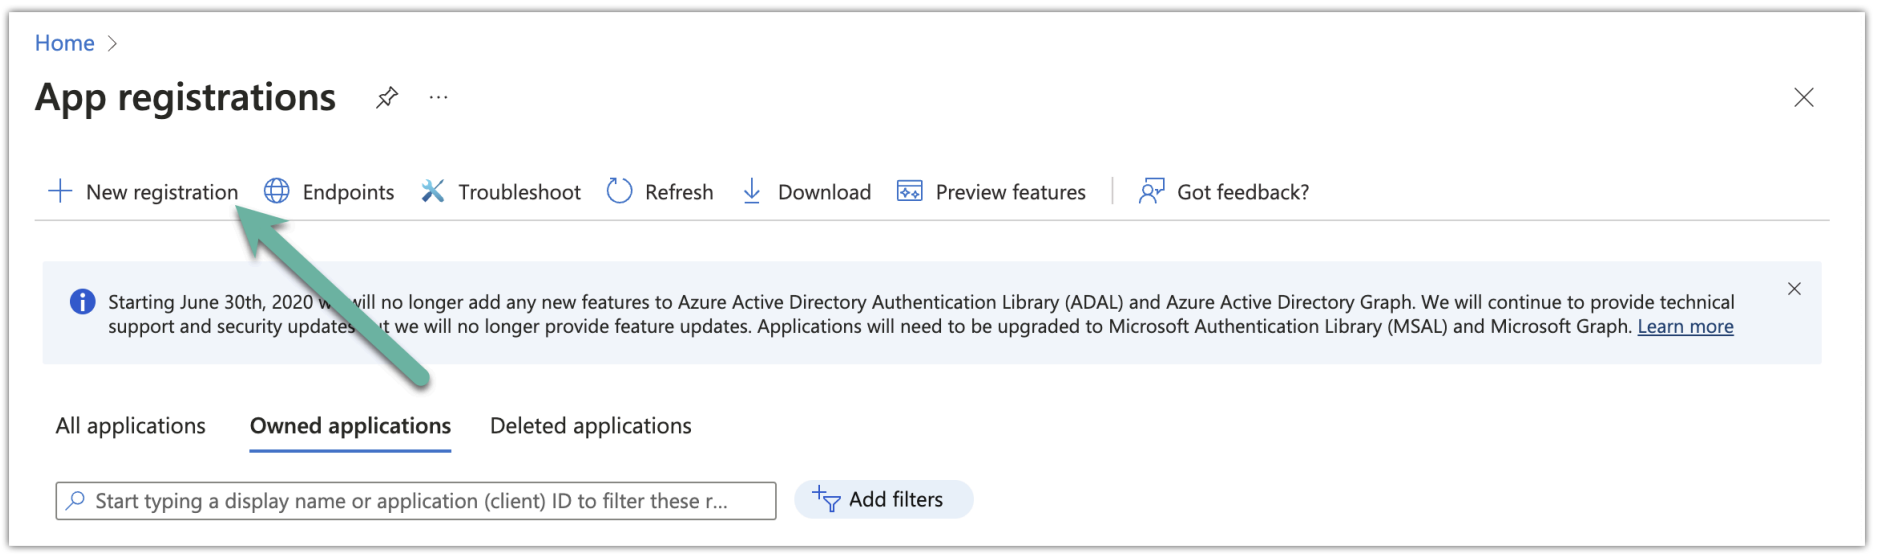 Home
App registrations
New registration Endpoints Troubleshoot Refresh Download Preview features Got feedback?
Starting June 30th, 2020 will no longer add any new features to Azure Active Directory Authentication Library (ADAL) and Azure Active Directory Graph. We will continue to provide technical
support and security updates we will no longer provide feature updates. Applications will need to be upgraded to Microsoft Authentication Library (MSAL) and Microsoft Graph. Learn more
All applications Owned applications Deleted applications
Start typing a display name or application (client) ID to filter these r... Add filters